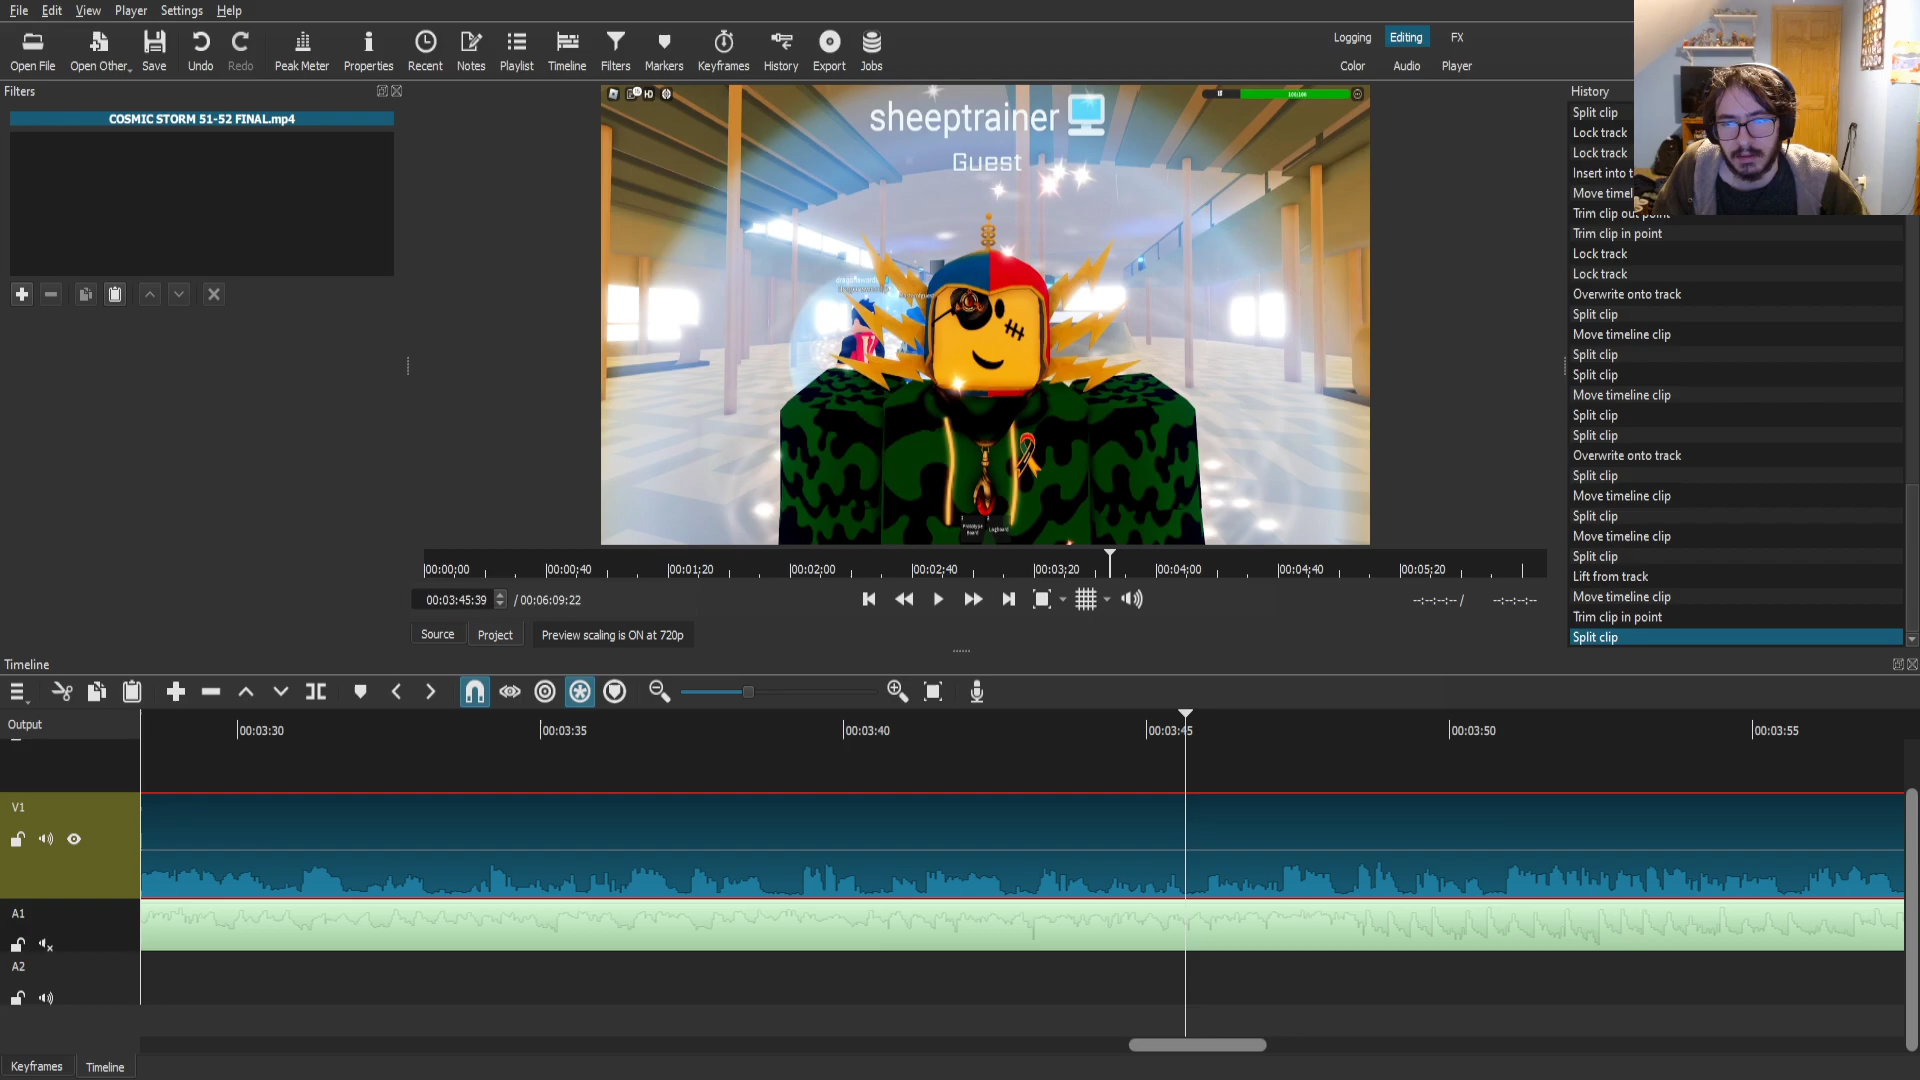 File Edit View Player Settings Help
Open File Open Other Save Undo Redo Peak Meter Properties Recent Notes Playlist Timeline Filters Markers Keyframes History Export Jobs
Logging Editing FX
Color Audio Player
Filters
COSMIC STORM 51-52 FINAL.mp4
sheeptrainer
Guest
100/100
Prototype Board
Logboard
History
Split clip
Lock track
Lock track
Insert into t
Move timel
Trim clip out point
Trim clip in point
Lock track
Lock track
Overwrite onto track
Split clip
Move timeline clip
Split clip
Split clip
Move timeline clip
Split clip
Split clip
Overwrite onto track
Split clip
Move timeline clip
Split clip
Move timeline clip
Split clip
Lift from track
Move timeline clip
Trim clip in point
Split clip
00:00:00 00:00:40 00:01:20 00:02:00 00:02:40 00:03:20 00:04:00 00:04:40 00:05:20
00:03:45:39 / 00:06:09:22
--:--:--:-- / --:--:--:--
Source Project Preview scaling is ON at 720p
Timeline
Output
00:03:30 00:03:35 00:03:40 00:03:45 00:03:50 00:03:55
V1
A1
A2
Keyframes Timeline